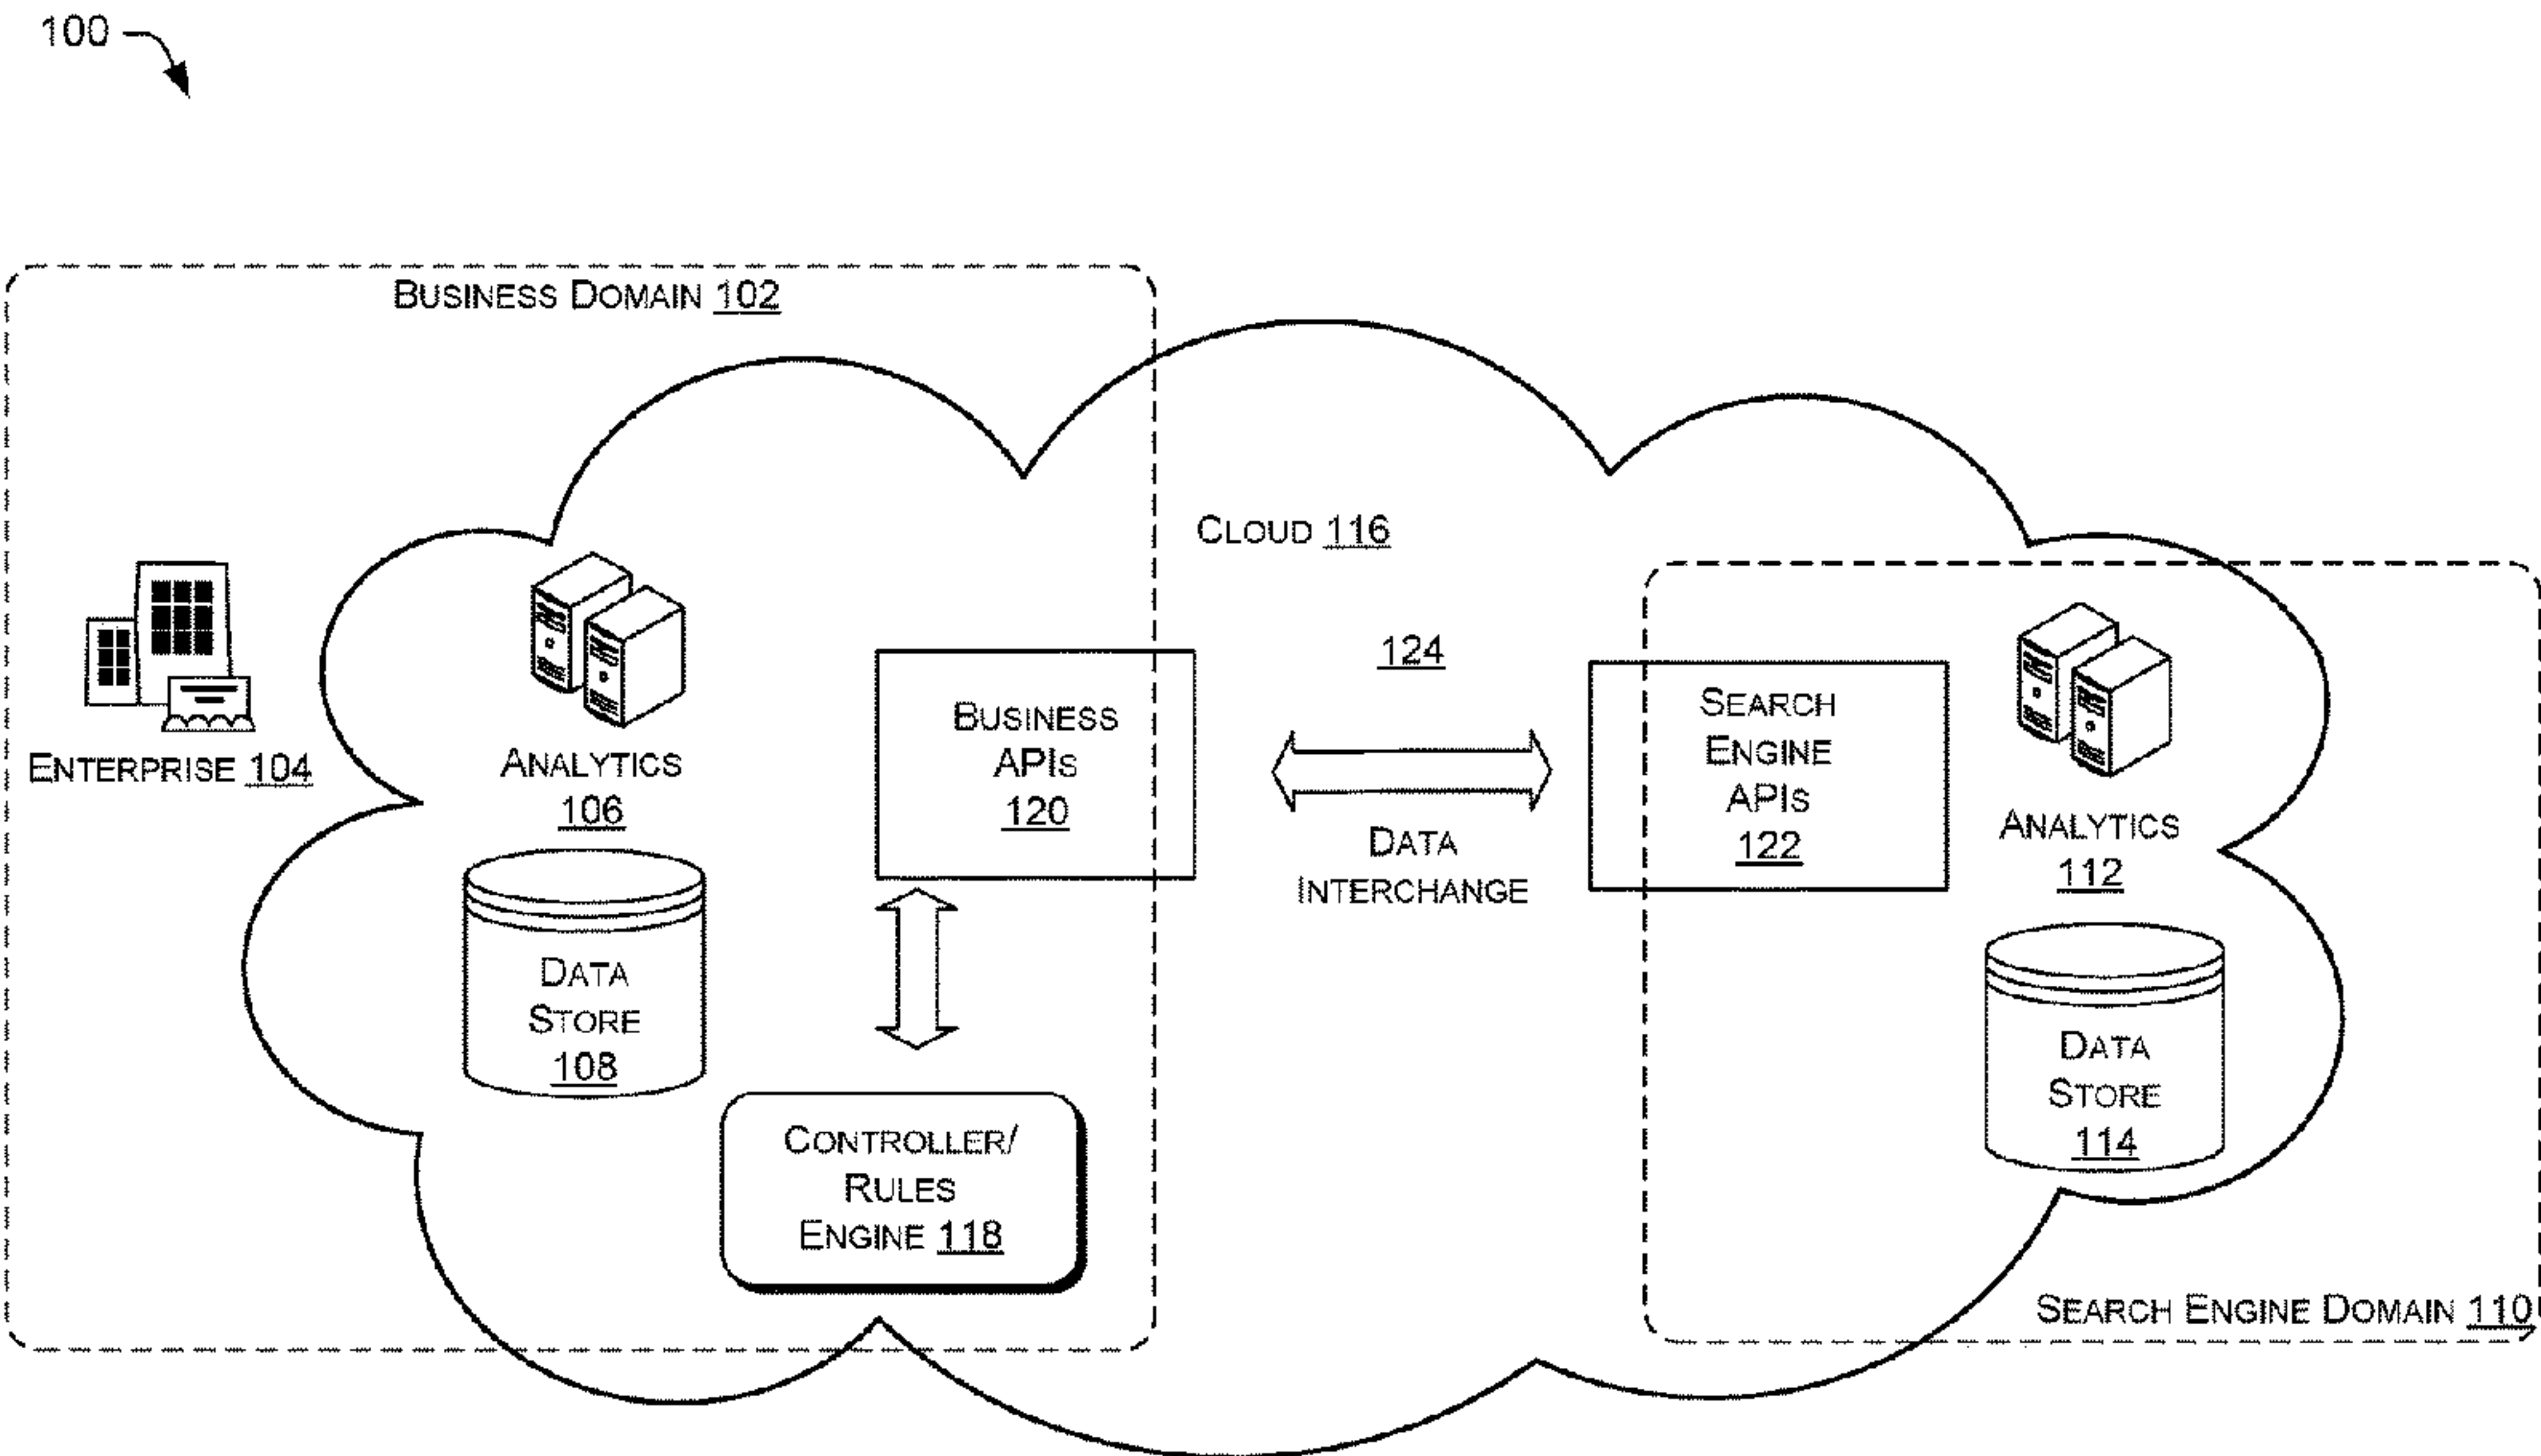 100
BUSINESS DOMAIN 102
CLOUD 116
ENTERPRISE 104
ANALYTICS
106
DATA
STORE
108
BUSINESS
APIS
120
CONTROLLER/
RULES
ENGINE 118
124
DATA
INTERCHANGE
SEARCH
ENGINE
APIS
122
ANALYTICS
112
DATA
STORE
114
SEARCH ENGINE DOMAIN 110